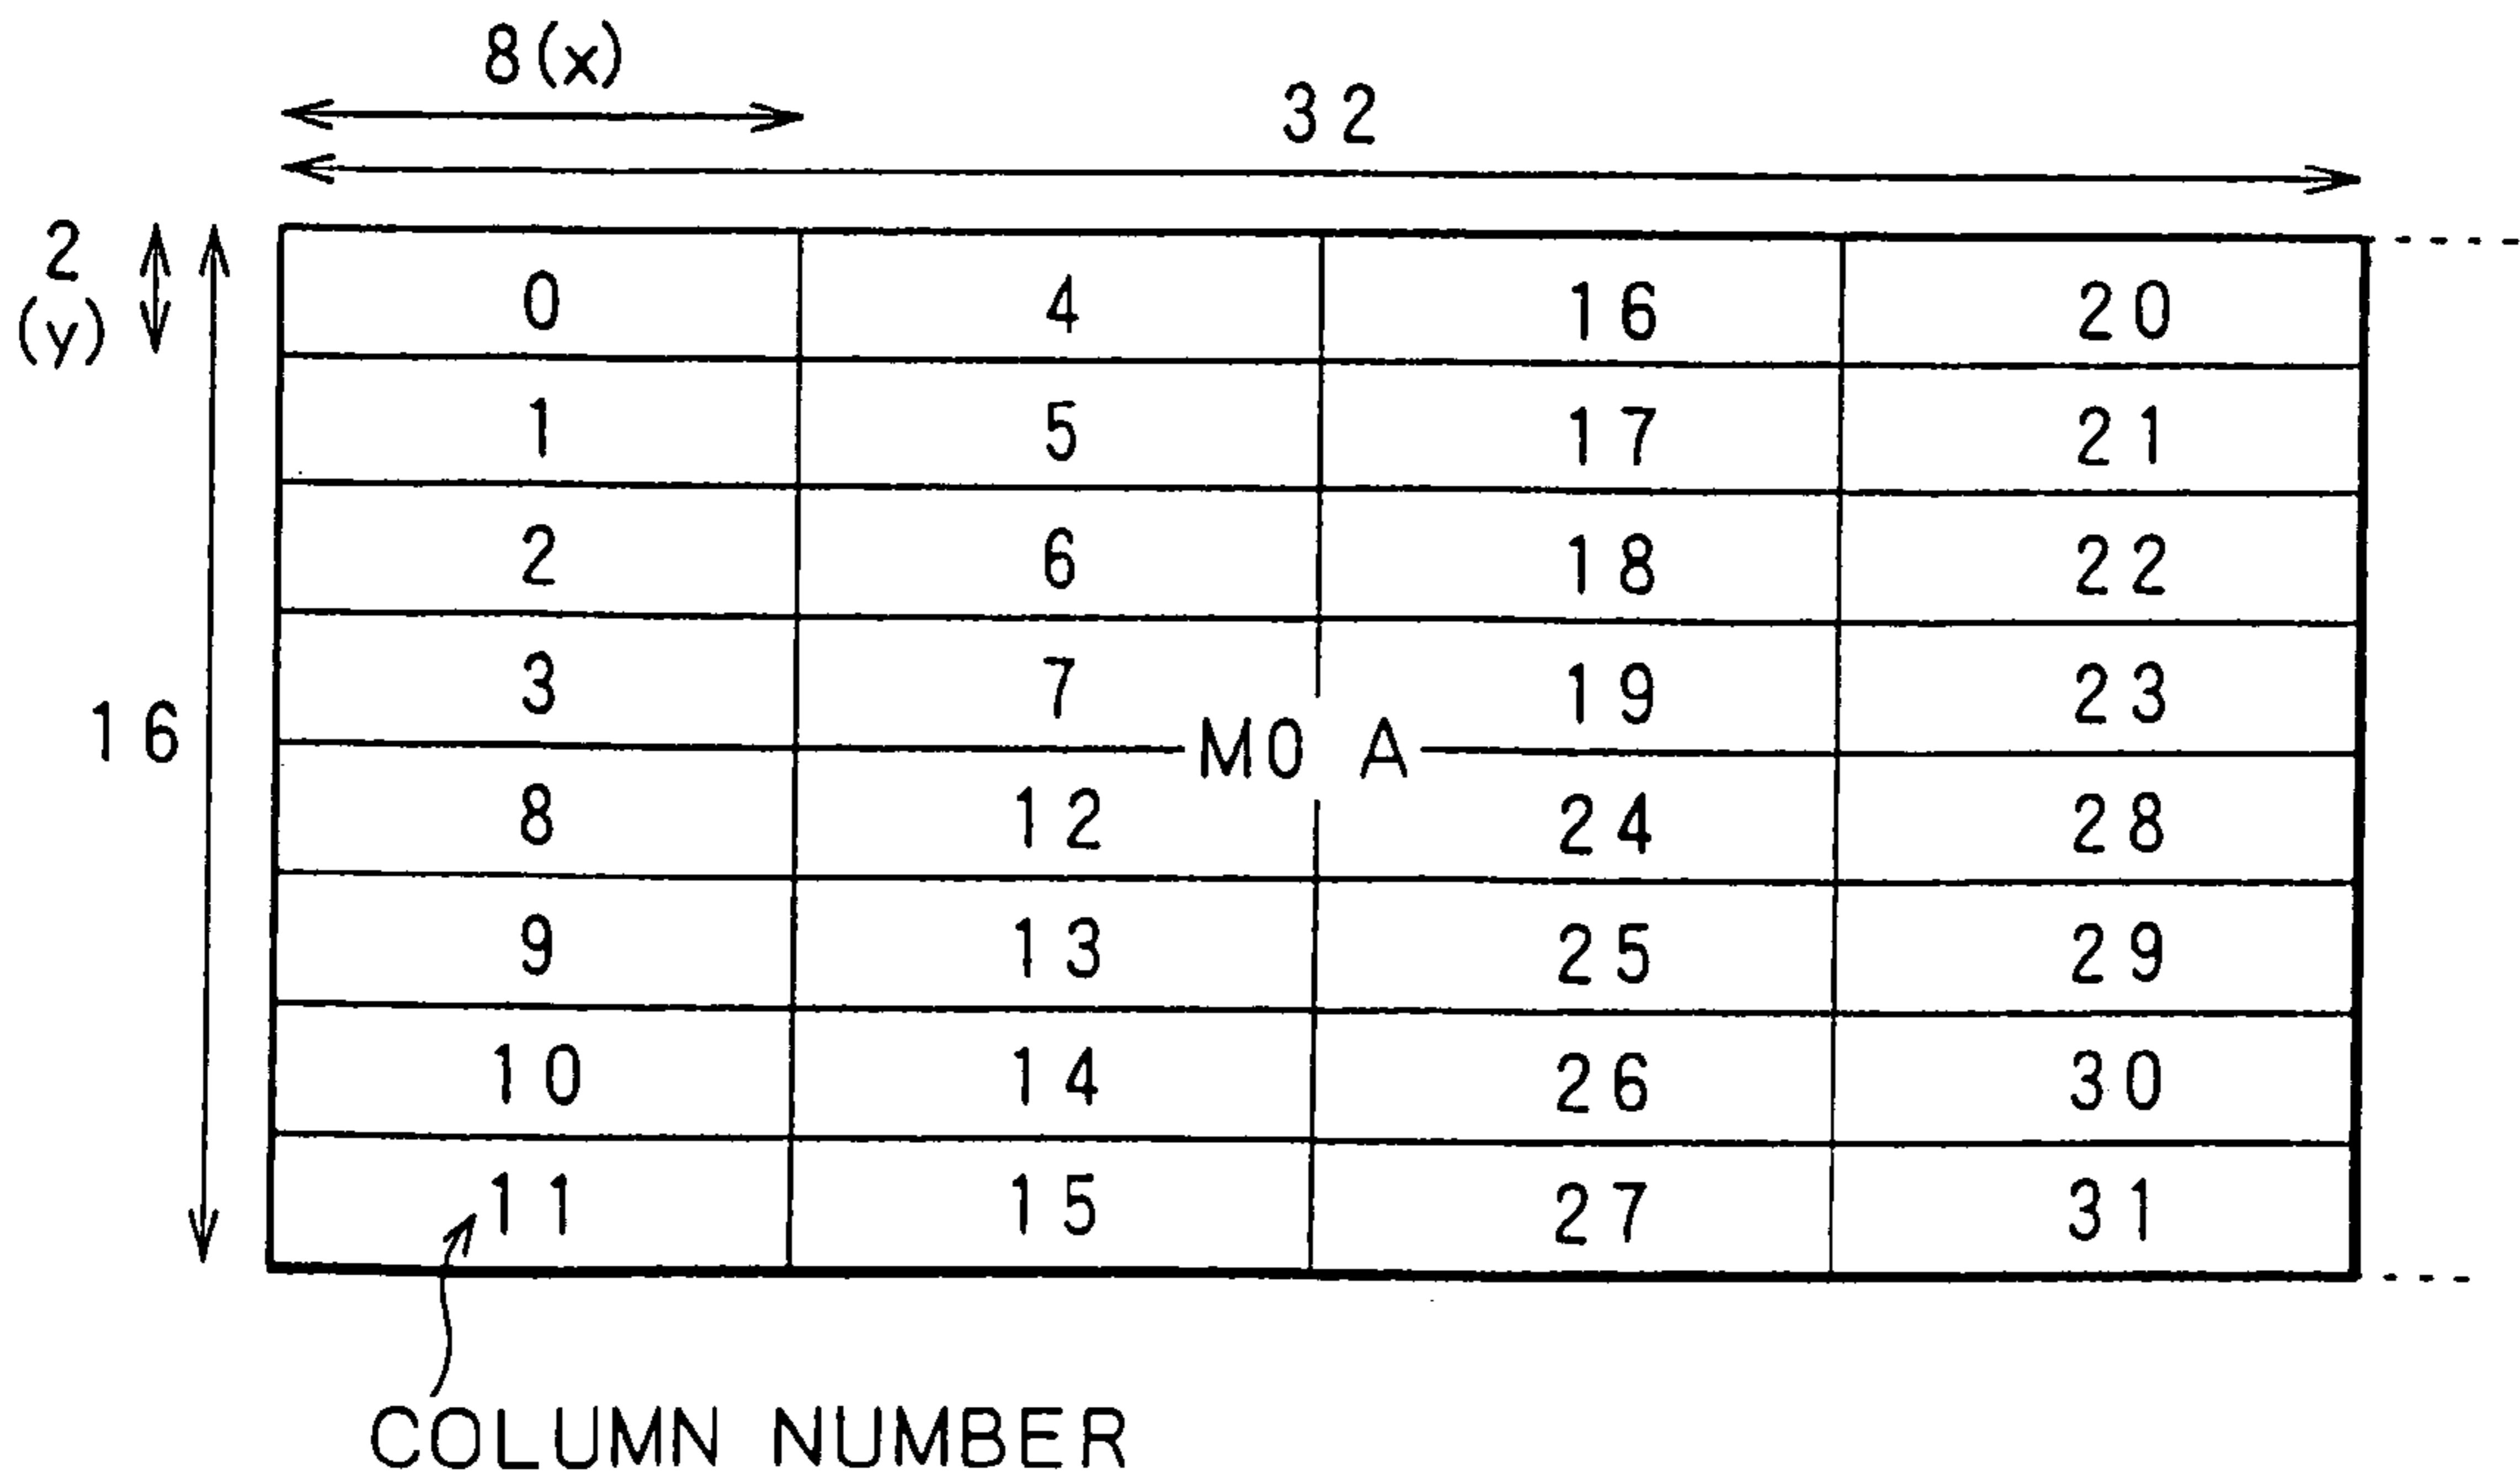 8(x)
32
2
(y)
0 4 16 20
1 5 17 21
2 6 18 22
3 7 19 23
16
M0 A
8 12 24 28
9 13 25 29
10 14 26 30
11 15 27 31
COLUMN NUMBER